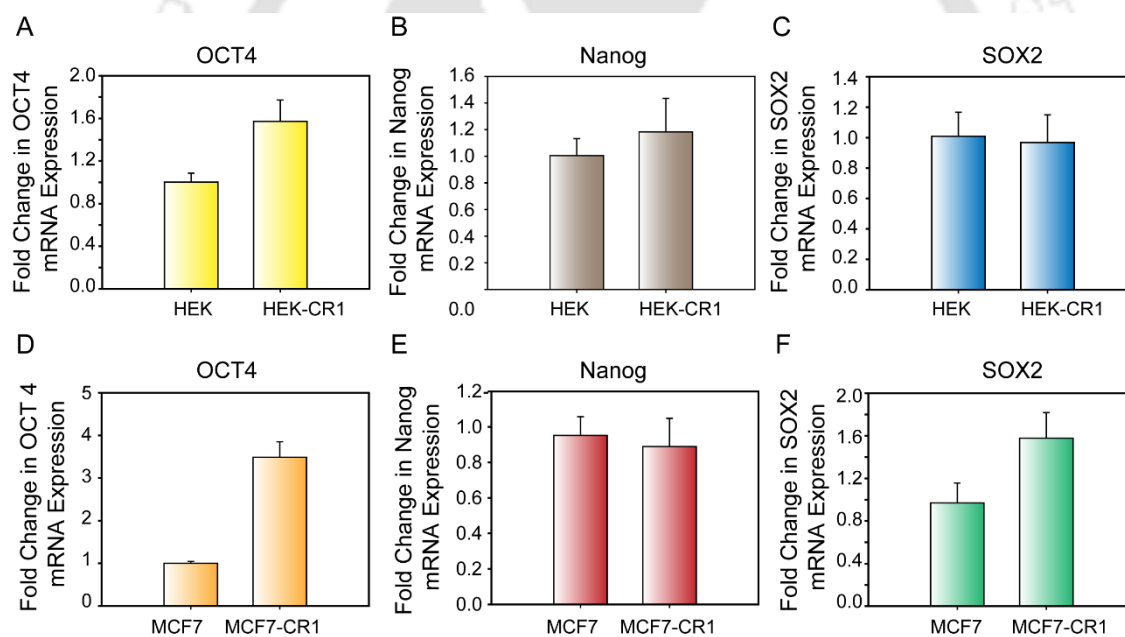 A
OCT4
Fold Change in OCT4
mRNA Expression
2.0
1.6
1.2
0.8
0.4
0.0
HEK HEK-CR1
B
Nanog
Fold Change in Nanog
mRNA Expression
1.6
1.4
1.2
1.0
0.8
0.6
0.4
0.2
0.0
HEK HEK-CR1
C
SOX2
Fold Change in SOX2
mRNA Expression
1.4
1.2
1.0
0.8
0.6
0.4
0.2
0.0
HEK HEK-CR1
D
OCT4
Fold Change in OCT 4
mRNA Expression
5
4
3
2
1
0
MCF7 MCF7-CR1
E
Nanog
Fold Change in Nanog
mRNA Expression
1.2
1.0
0.8
0.6
0.4
0.2
0.0
MCF7 MCF7-CR1
F
SOX2
Fold Change in SOX2
mRNA Expression
2.0
1.6
1.2
0.8
0.4
0.0
MCF7 MCF7-CR1